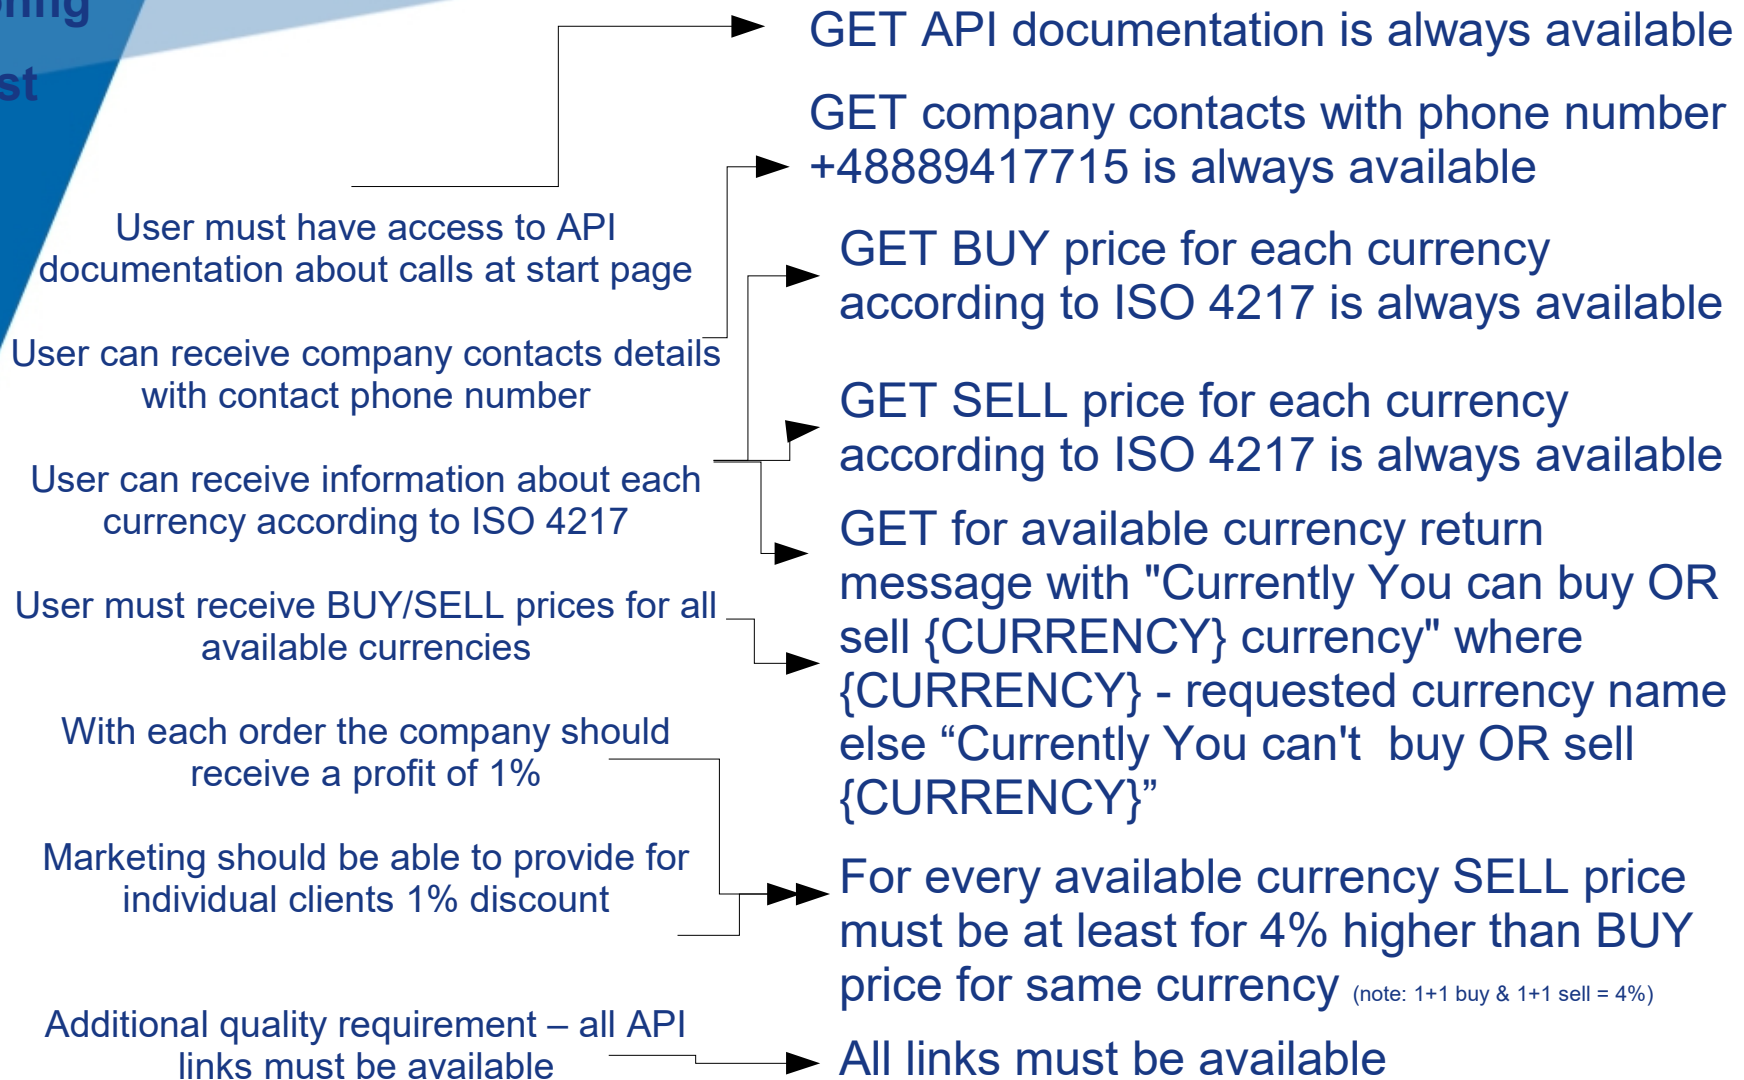 st
User must have access to API
documentation about calls at start page
User can receive company contacts details
with contact phone number
User can receive information about each
currency according to ISO 4217
User must receive BUY/SELL prices for all
available currencies
With each order the company should
receive a profit of 1%
Marketing should be able to provide for
individual clients 1% discount
Additional quality requirement – all API
links must be available
GET API documentation is always available
GET company contacts with phone number
+48889417715 is always available
GET BUY price for each currency
according to ISO 4217 is always available
GET SELL price for each currency
according to ISO 4217 is always available
GET for available currency return
message with "Currently You can buy OR
sell {CURRENCY} currency" where
{CURRENCY} - requested currency name
else “Currently You can't  buy OR sell
{CURRENCY}”
For every available currency SELL price
must be at least for 4% higher than BUY
price for same currency (note: 1+1 buy & 1+1 sell = 4%)
All links must be available